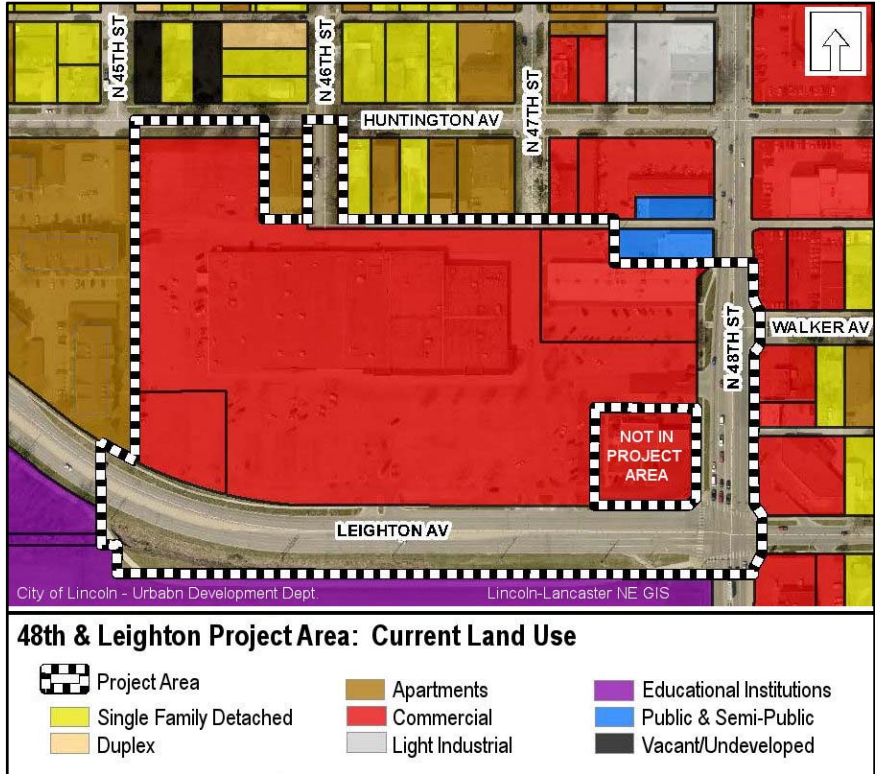 N 45TH ST
N 46TH ST
N 47TH ST
HUNTINGTON AV
N 48TH ST
WALKER AV
NOT IN
PROJECT
AREA
LEIGHTON AV
City of Lincoln - Urbabn Development Dept.
Lincoln-Lancaster NE GIS
48th & Leighton Project Area: Current Land Use
Project Area
Single Family Detached
Duplex
Apartments
Commercial
Light Industrial
Educational Institutions
Public & Semi-Public
Vacant/Undeveloped